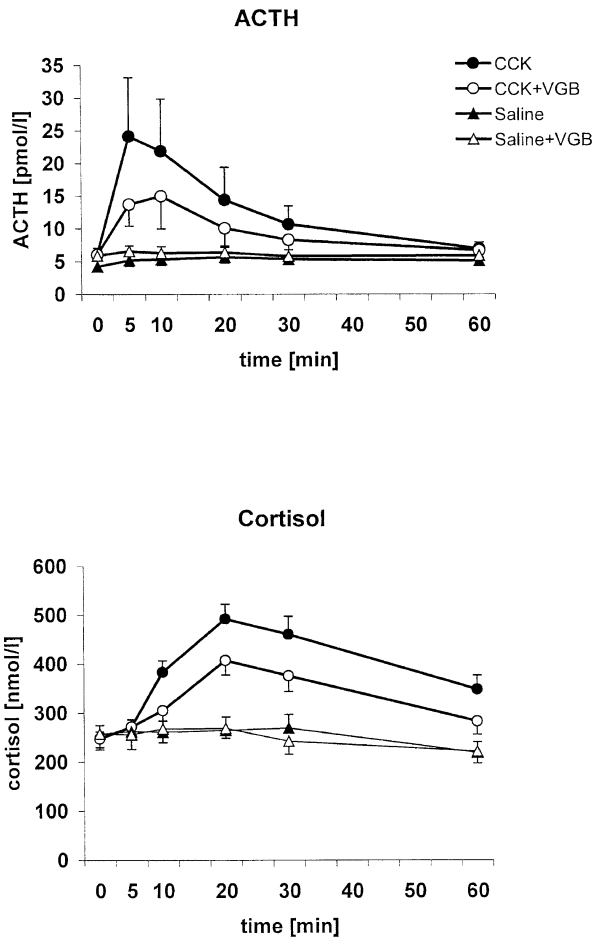 ACTH
CCK
CCK+VGB
Saline
Saline+VGB
ACTH [pmol/l]
35
30
25
20
15
10
5
0
0 5 10 20 30 40 50 60
time [min]
Cortisol
cortisol [nmol/l]
600
500
400
300
200
100
0
0 5 10 20 30 40 50 60
time [min]